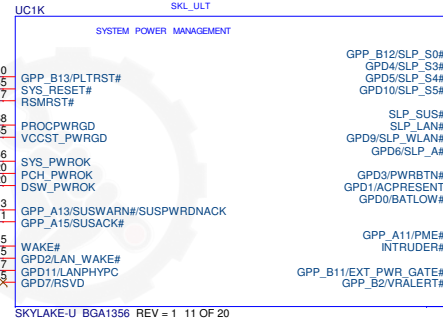 UC1K
SKL_ULT
SYSTEM POWER MANAGEMENT
GPP_B12/SLP_S0#
GPD4/SLP_S3#
GPD5/SLP_S4#
GPD10/SLP_S5#
GPP_B13/PLTRST#
SYS_RESET#
RSMRST#
SLP_SUS#
SLP_LAN#
GPD9/SLP_WLAN#
GPD6/SLP_A#
PROCPWRGD
VCCST_PWRGD
SYS_PWROK
PCH_PWROK
DSW_PWROK
GPD3/PWRBTN#
GPD1/ACPRESENT
GPD0/BATLOW#
GPP_A13/SUSWARN#/SUSPWRDNACK
GPP_A15/SUSACK#
GPP_A11/PME#
INTRUDER#
WAKE#
GPD2/LAN_WAKE#
GPD11/LANPHYPC
GPD7/RSVD
GPP_B11/EXT_PWR_GATE#
GPP_B2/VRALERT#
SKYLAKE-U_BGA1356 REV = 1 11 OF 20